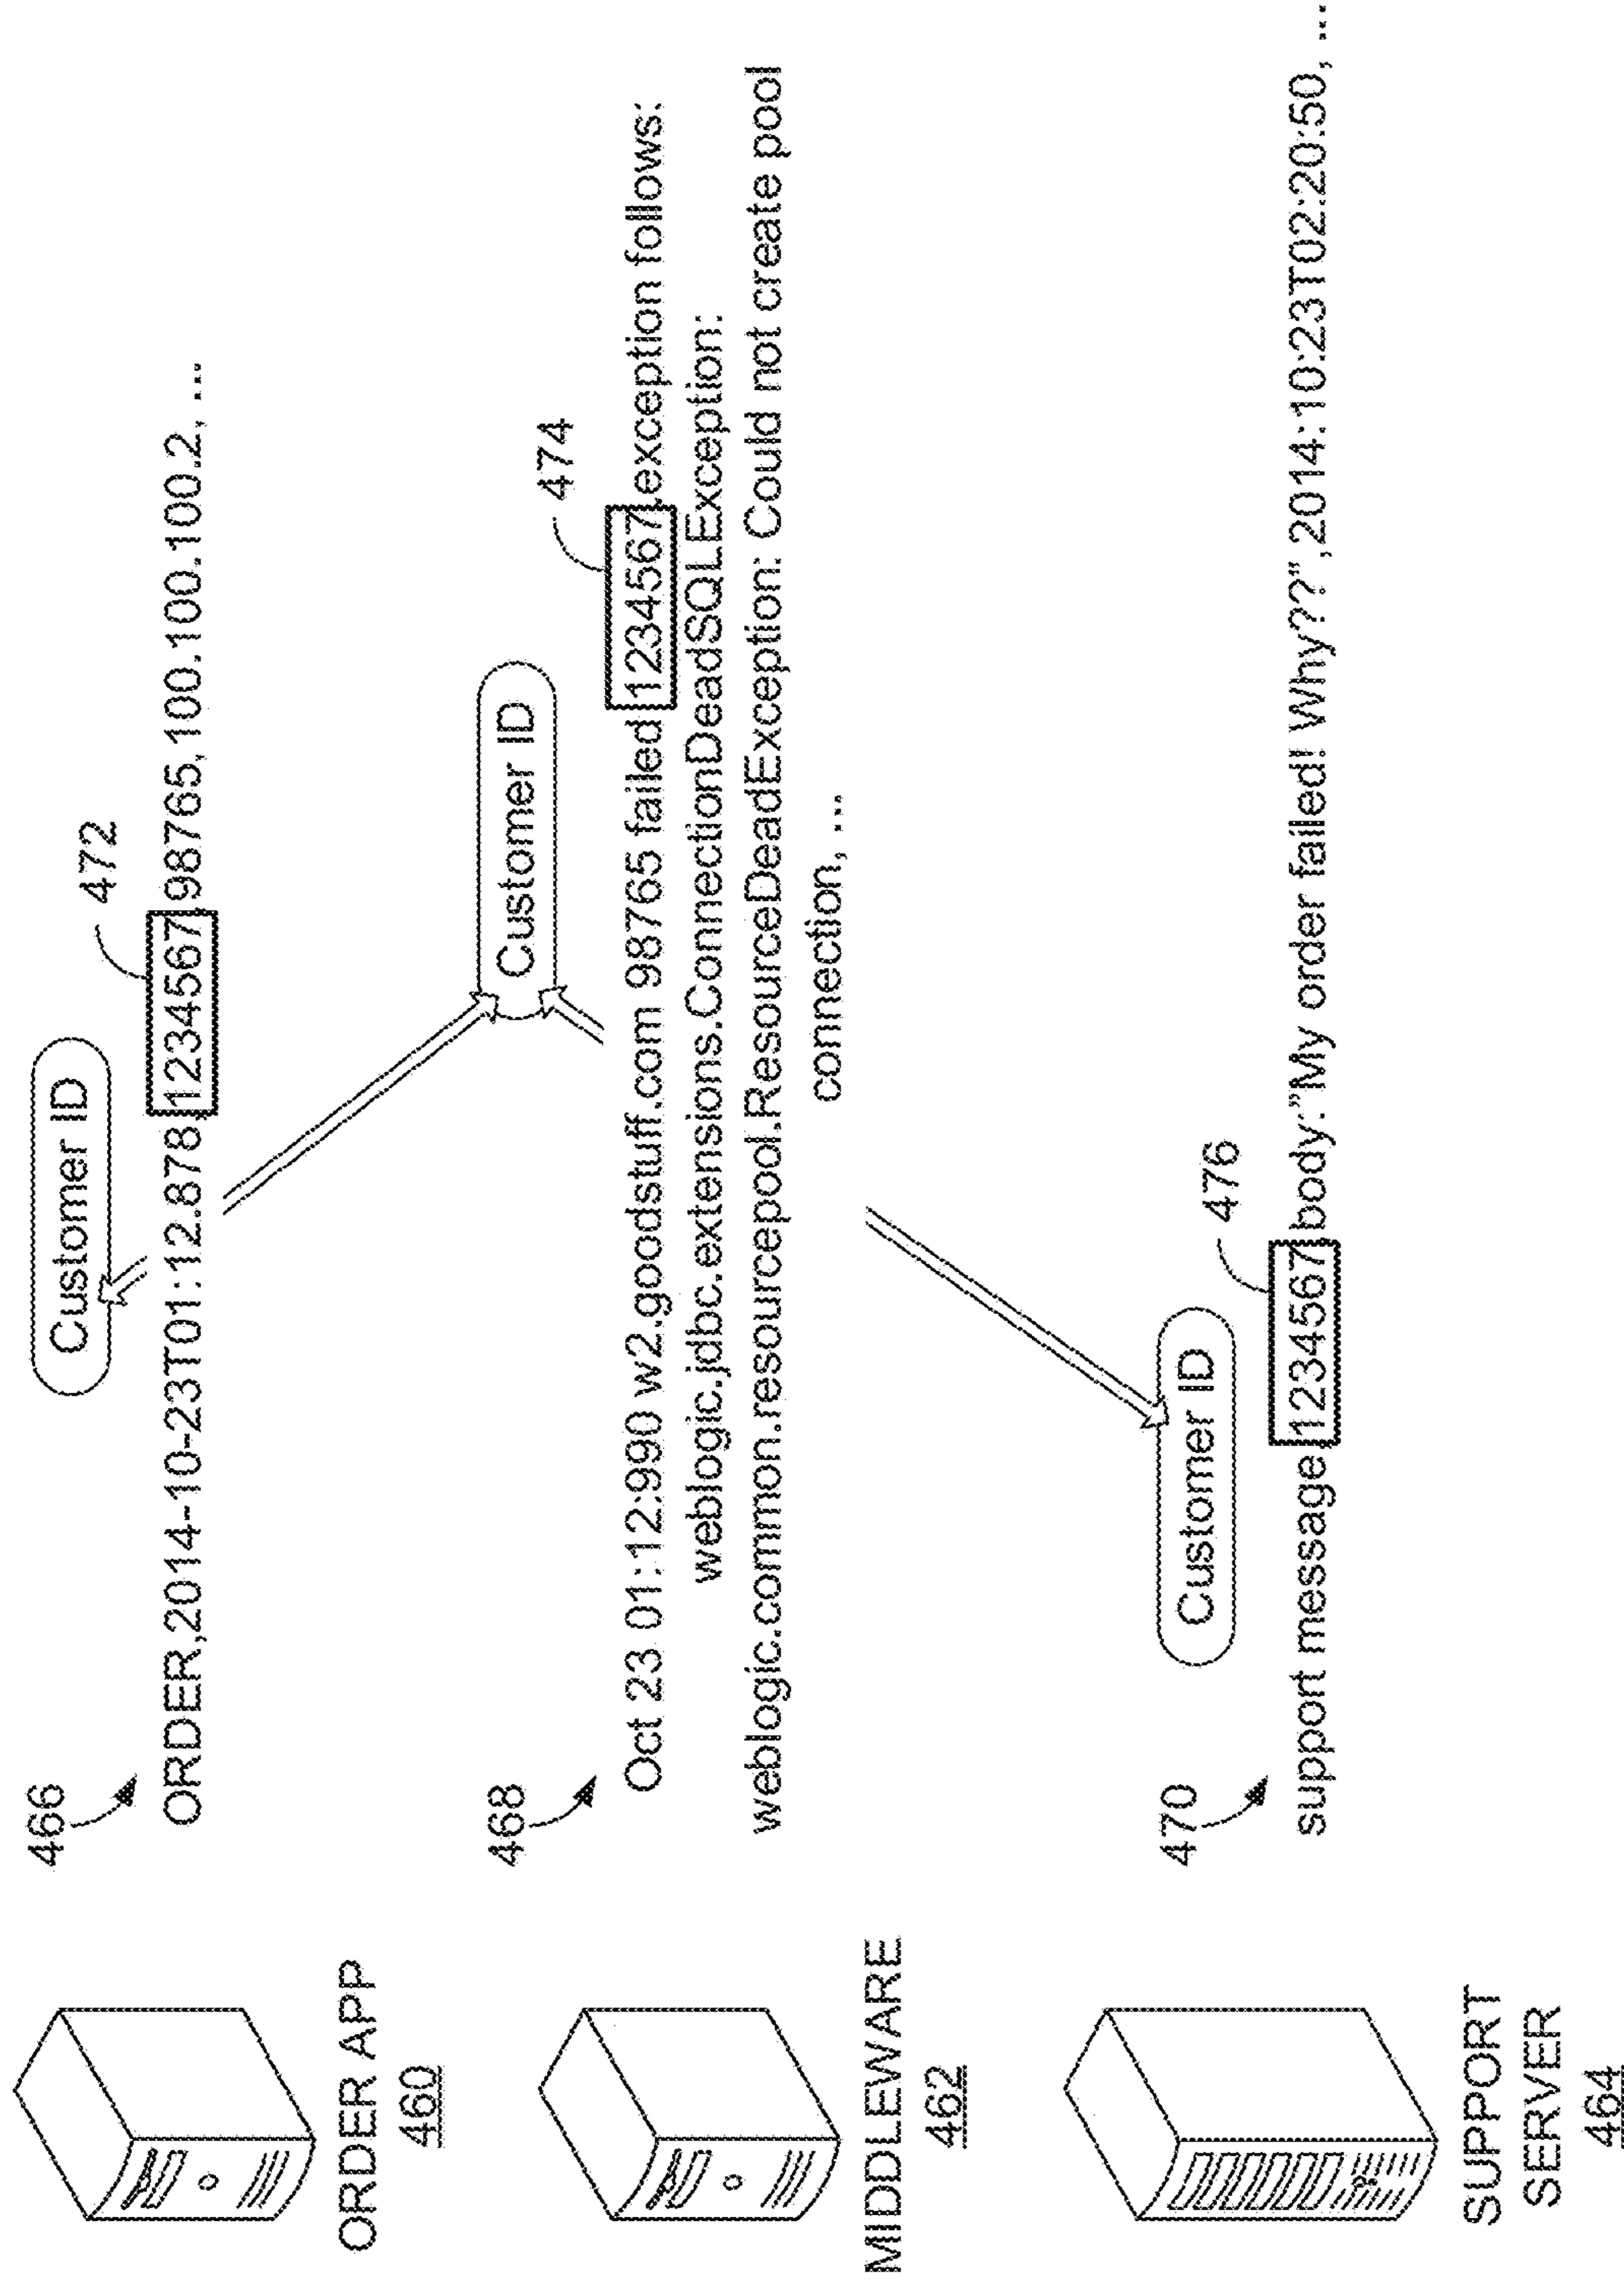 Customer ID
466
472
ORDER,2014-10-23T01:12.878,1234567,98765,100.100.100.2, ...
ORDER APP
460
Customer ID
468
474
Oct 23 01:12:990 w2.goodstuff.com 98765 failed 1234567,exception follows:
weblogic.jdbc.extensions.ConnectionDeadSQLException:
weblogic.common.resourcepool.ResourceDeadException: Could not create pool
connection, ...
MIDDLEWARE
462
Customer ID
470
476
support message,1234567,body:"My order failed! Why??",2014:10:23T02:20:50, ...
SUPPORT
SERVER
464